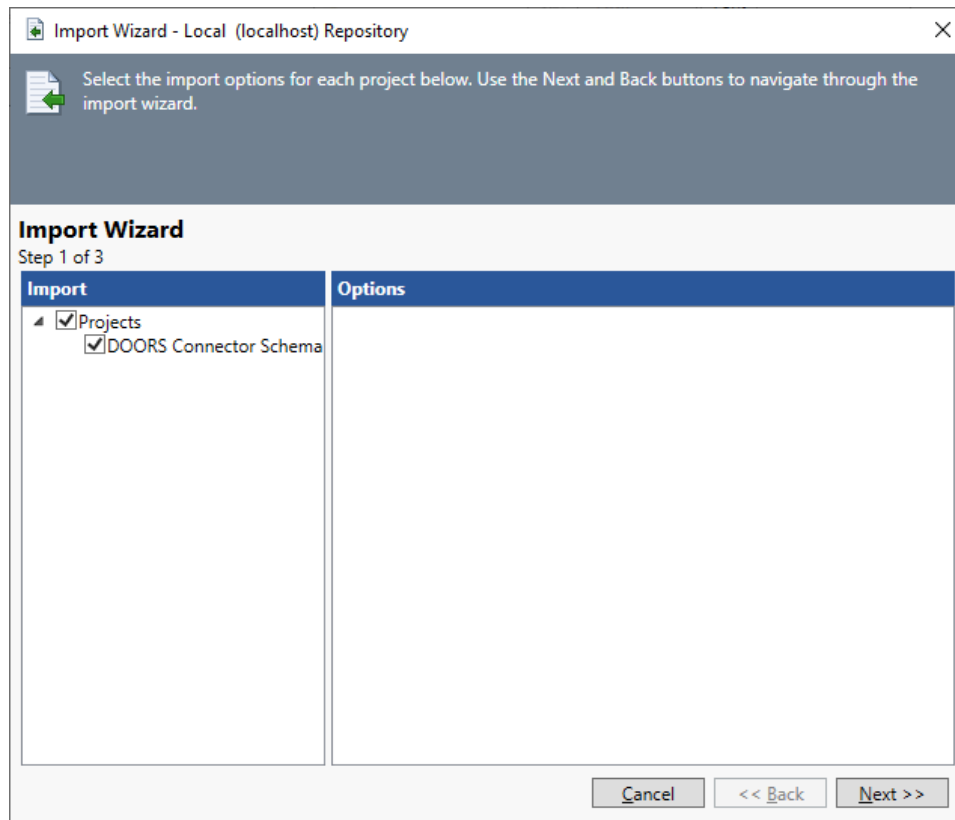 Import Wizard - Local  (localhost) Repository
Select the import options for each project below. Use the Next and Back buttons to navigate through the
import wizard.
Import Wizard
Step 1 of 3
Import
Options
Projects
DOORS Connector Schema
Cancel
<< Back
Next >>